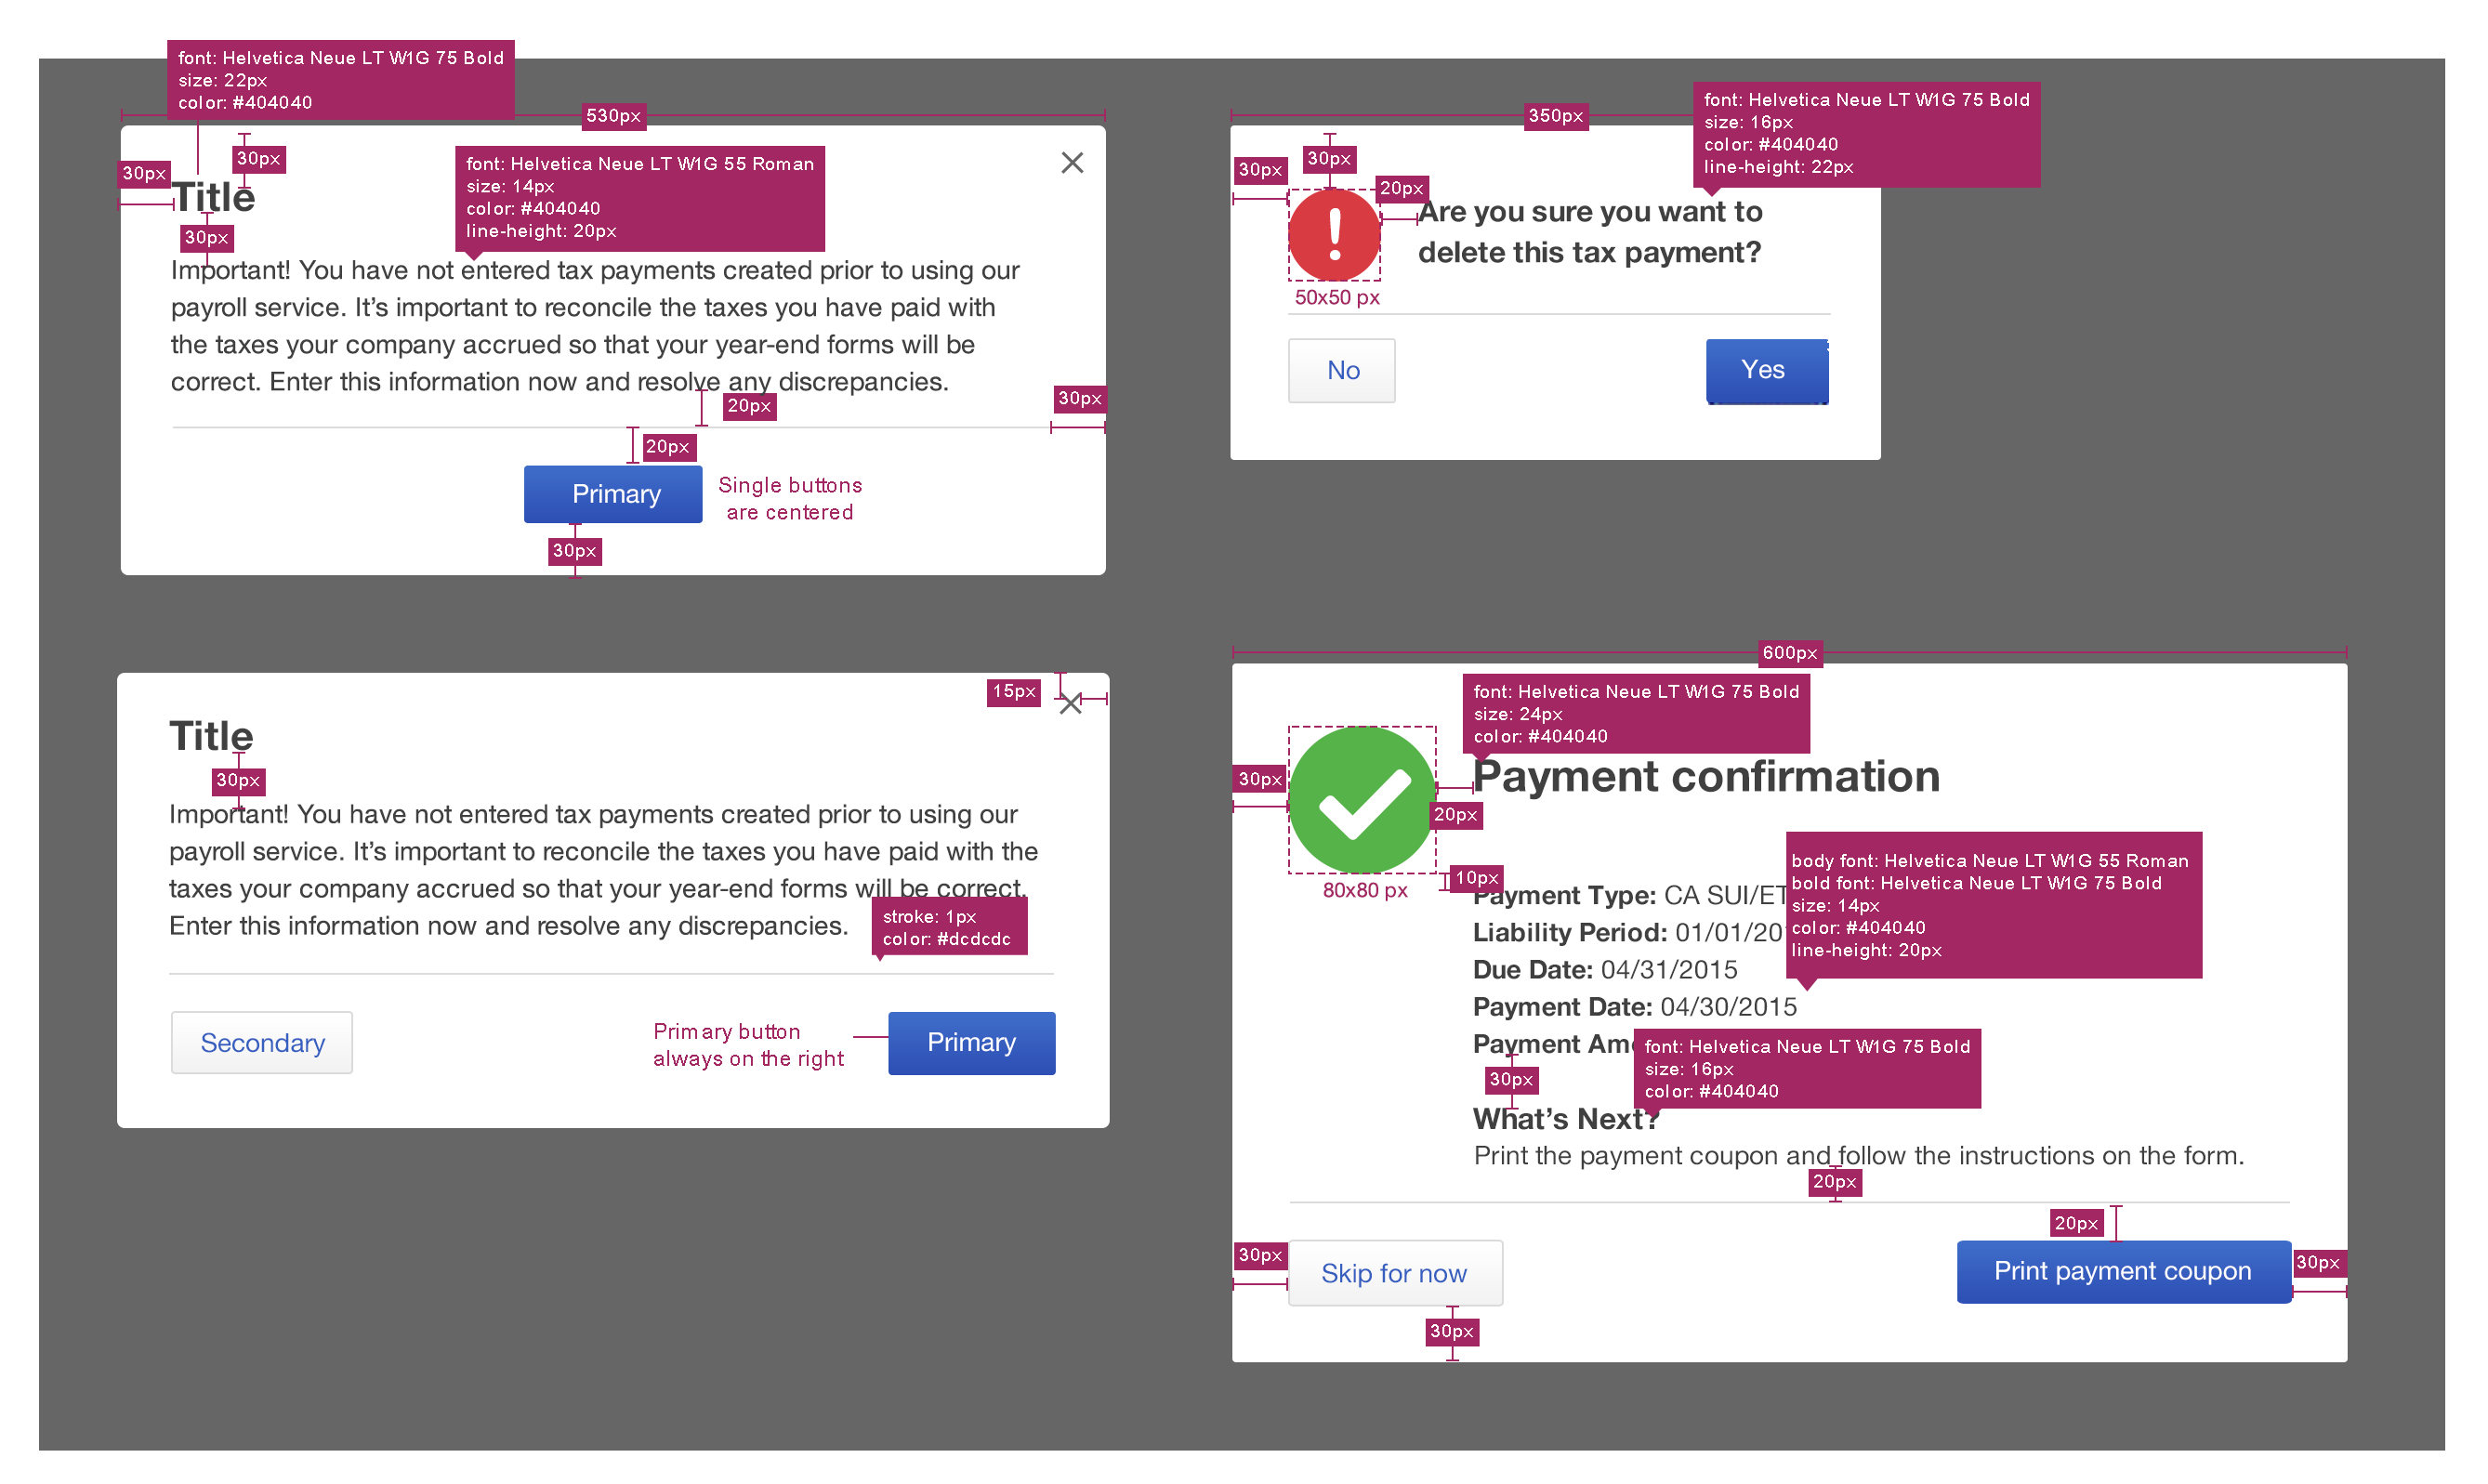 font: Helvetica Neue LT W1G 75 Bold
size: 22px
color: #404040
530px
30px
30px
Title
30px
font: Helvetica Neue LT W1G 55 Roman
size: 14px
color: #404040
line-height: 20px
Important! You have not entered tax payments created prior to using our
payroll service. It’s important to reconcile the taxes you have paid with
the taxes your company accrued so that your year-end forms will be
correct. Enter this information now and resolve any discrepancies.
20px
30px
20px
Primary
Single buttons
are centered
30px
350px
font: Helvetica Neue LT W1G 75 Bold
size: 16px
color: #404040
line-height: 22px
30px
30px
20px
Are you sure you want to
delete this tax payment?
50x50 px
No
Yes
15px
Title
30px
Important! You have not entered tax payments created prior to using our
payroll service. It’s important to reconcile the taxes you have paid with the
taxes your company accrued so that your year-end forms will be correct.
Enter this information now and resolve any discrepancies.
stroke: 1px
color: #dcdcdc
Secondary
Primary button
always on the right
Primary
600px
font: Helvetica Neue LT W1G 75 Bold
size: 24px
color: #404040
30px
Payment confirmation
20px
80x80 px
10px
body font: Helvetica Neue LT W1G 55 Roman
bold font: Helvetica Neue LT W1G 75 Bold
size: 14px
color: #404040
line-height: 20px
Payment Type: CA SUI/ET
Liability Period: 01/01/20
Due Date: 04/31/2015
Payment Date: 04/30/2015
Payment
font: Helvetica Neue LT W1G 75 Bold
size: 16px
color: #404040
30px
What’s Next?
Print the payment coupon and follow the instructions on the form.
20px
20px
30px
Skip for now
Print payment coupon
30px
30px